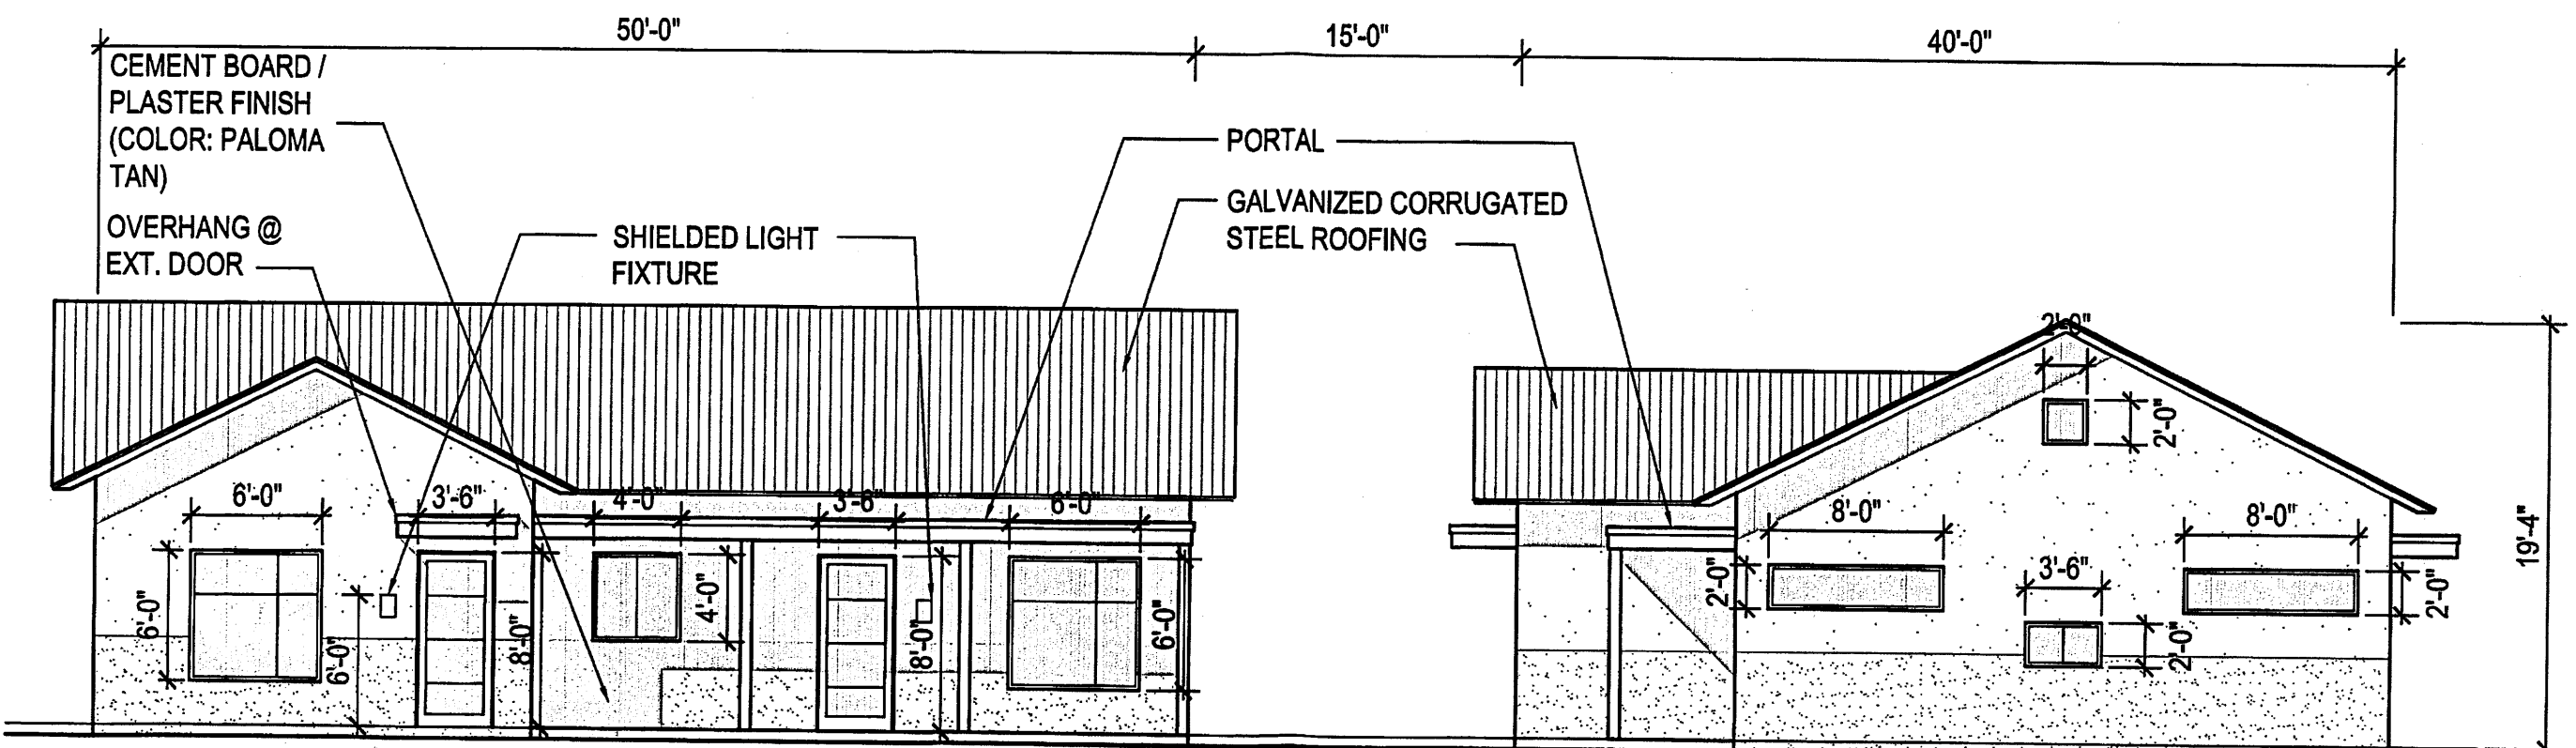 50'-0"
15'-0"
40'-0"
CEMENT BOARD /
PLASTER FINISH
(COLOR: PALOMA
TAN)
OVERHANG @
EXT. DOOR
SHIELDED LIGHT
FIXTURE
PORTAL
GALVANIZED CORRUGATED
STEEL ROOFING
6'-0"
3'-6"
4'-0"
3'-6"
6'-0"
6'-0"
6'-0"
8'-0"
4'-0"
8'-0"
6'-0"
2'-0"
2'-0"
8'-0"
8'-0"
2'-0"
3'-6"
2'-0"
2'-0"
19'-4"